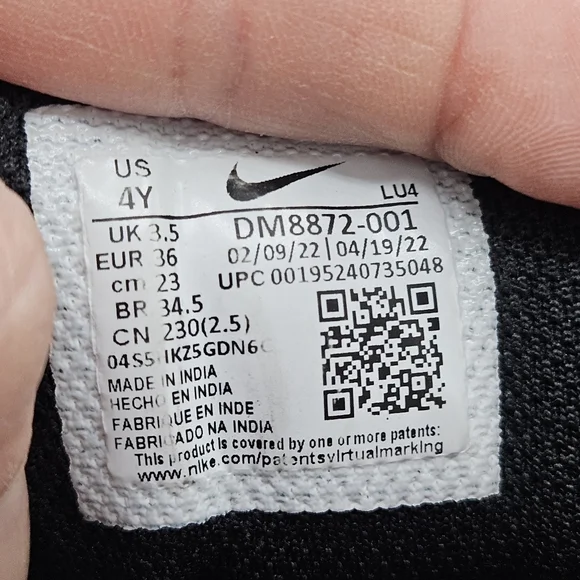 US
4Y
LU4
UK 3.5
EUR 36
cm 23
BR 34.5
CN 230(2.5)
DM8872-001
02/09/22 | 04/19/22
UPC 00195240735048
MADE IN INDIA
HECHO EN INDIA
FABRIQUE EN INDE
FABRICADO NA INDIA
This product is covered by one or more patents:
www.nike.com/patentsvirtualmarking